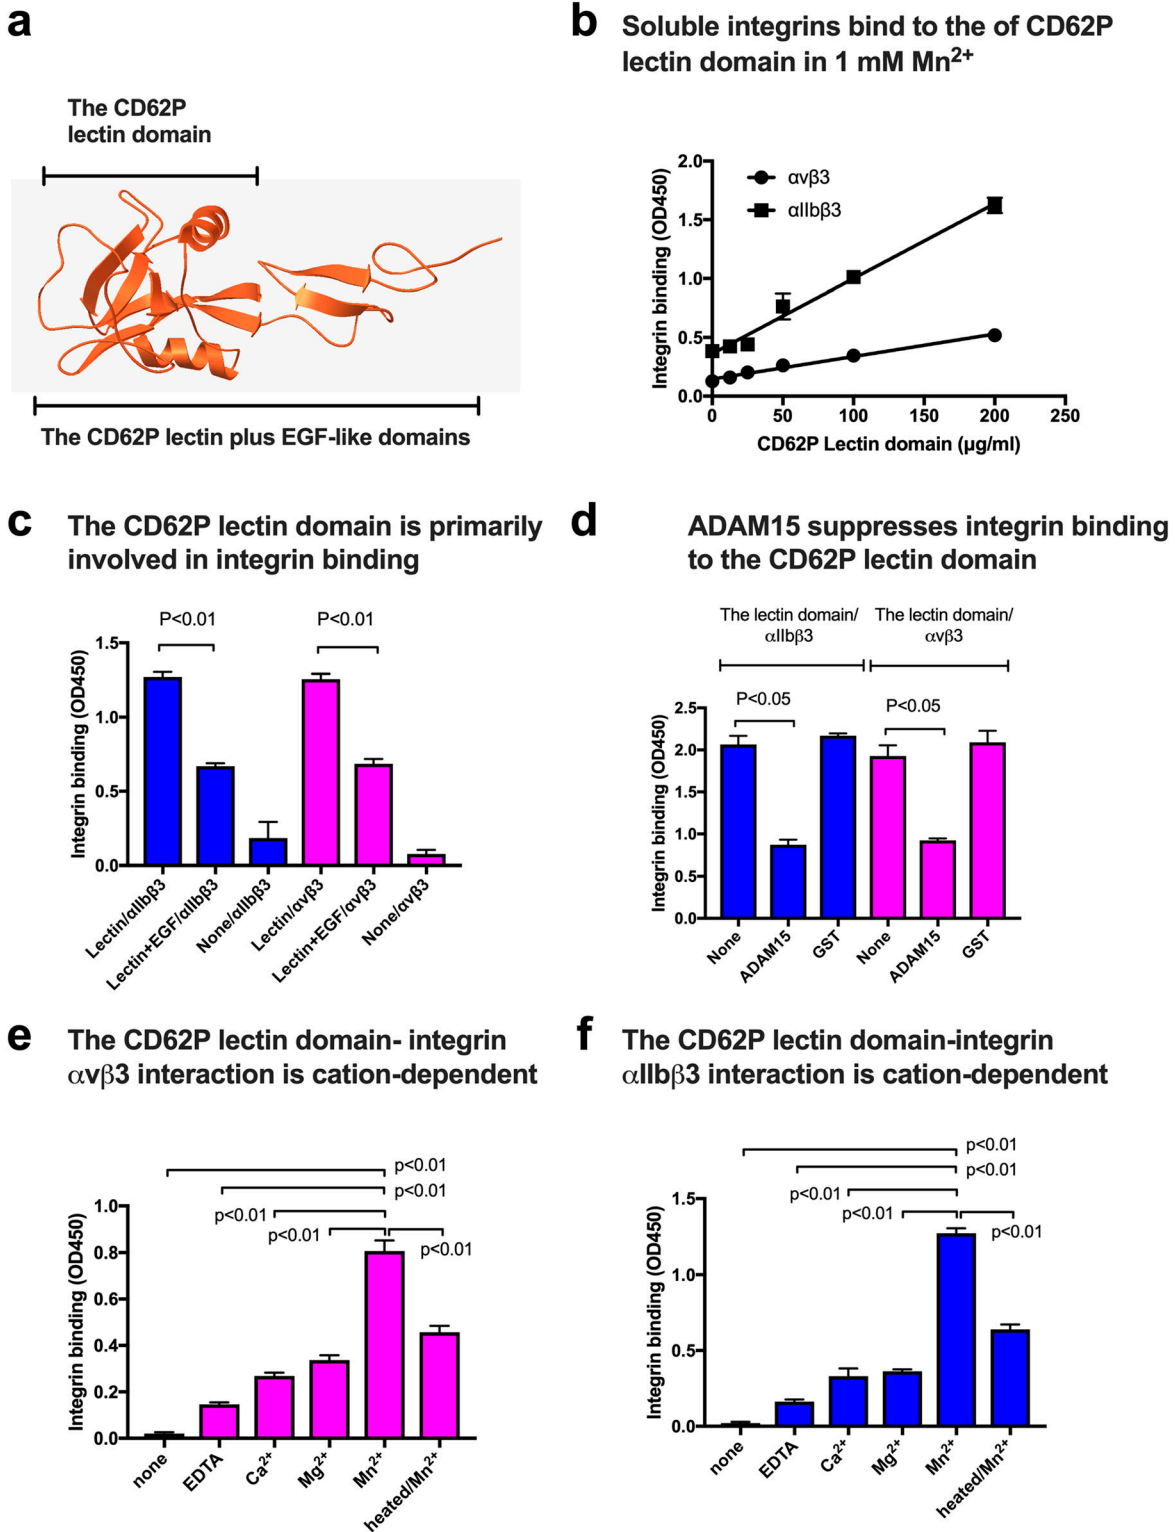 a
The CD62P
lectin domain
The CD62P lectin plus EGF-like domains
b
Soluble integrins bind to the of CD62P
lectin domain in 1 mM Mn²⁺
Integrin binding (OD450)
2.0
1.5
1.0
0.5
0.0
αvβ3
αIIbβ3
0 50 100 150 200 250
CD62P Lectin domain (µg/ml)
c
The CD62P lectin domain is primarily
involved in integrin binding
P<0.01 P<0.01
Integrin binding (OD450)
1.5
1.0
0.5
0.0
Lectin/αIIbβ3
Lectin+EGF/αIIbβ3
None/αIIbβ3
Lectin/αvβ3
Lectin+EGF/αvβ3
None/αvβ3
d
ADAM15 suppresses integrin binding
to the CD62P lectin domain
The lectin domain/
αIIbβ3
The lectin domain/
αvβ3
P<0.05 P<0.05
Integrin binding (OD450)
2.5
2.0
1.5
1.0
0.5
0.0
None
ADAM15
GST
None
ADAM15
GST
e
The CD62P lectin domain- integrin
αvβ3 interaction is cation-dependent
p<0.01
p<0.01
p<0.01
p<0.01
p<0.01
Integrin binding (OD450)
1.0
0.8
0.6
0.4
0.2
0.0
none
EDTA
Ca²⁺
Mg²⁺
Mn²⁺
heated/Mn²⁺
f
The CD62P lectin domain-integrin
αIIbβ3 interaction is cation-dependent
p<0.01
p<0.01
p<0.01
p<0.01
p<0.01
Integrin binding (OD450)
1.5
1.0
0.5
0.0
none
EDTA
Ca²⁺
Mg²⁺
Mn²⁺
heated/Mn²⁺